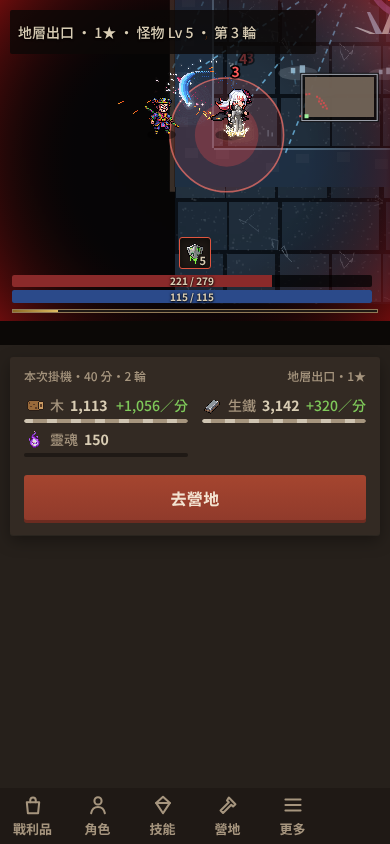 地層出口 · 1★ · 怪物 Lv 5 · 第 3 輪
43
3
5
221 / 279
115 / 115
本次掛機·40 分·2 輪
地層出口·1★
木 1,113 +1,056／分
生鐵 3,142 +320／分
靈魂 150
去營地
戰利品
角色
技能
營地
更多